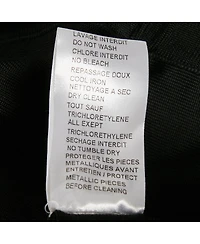 LAVAGE INTERDIT
DO NOT WASH
CHLORE INTERDIT
NO BLEACH
REPASSAGE DOUX
COOL IRON
NETTOYAGE A SEC
DRY CLEAN
TOUT SAUF
TRICHLORETYLENE
ALL EXEPT
TRICHLORETHYLENE
SECHAGE INTERDIT
NO TUMBLE DRY
PROTEGER LES PIECES
METALLIQUES AVANT
ENTRETIEN / PROTECT
METALLIC PIECES
BEFORE CLEANING